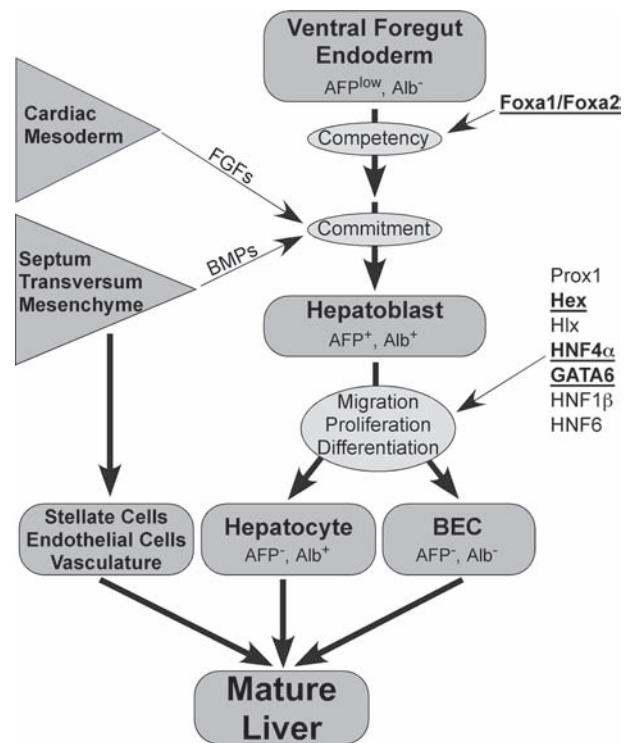 Ventral Foregut
Endoderm
AFPˡᵒʷ, Alb⁻
Foxa1/Foxa2
Competency
Cardiac
Mesoderm
FGFs
Commitment
BMPs
Septum
Transversum
Mesenchyme
Hepatoblast
AFP⁺, Alb⁺
Prox1
Hex
Hlx
HNF4α
GATA6
HNF1β
HNF6
Migration
Proliferation
Differentiation
Stellate Cells
Endothelial Cells
Vasculature
Hepatocyte
AFP⁻, Alb⁺
BEC
AFP⁻, Alb⁻
Mature
Liver